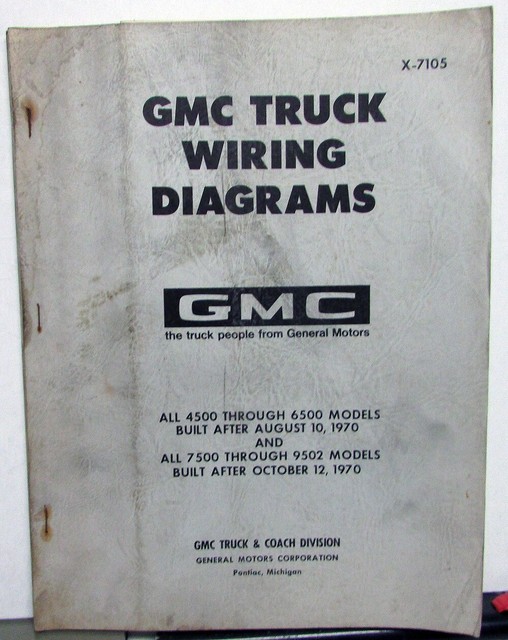 X-7105
GMC TRUCK
WIRING
DIAGRAMS
GMC
the truck people from General Motors
ALL 4500 THROUGH 6500 MODELS
BUILT AFTER AUGUST 10, 1970
AND
ALL 7500 THROUGH 9502 MODELS
BUILT AFTER OCTOBER 12, 1970
GMC TRUCK & COACH DIVISION
GENERAL MOTORS CORPORATION
Pontiac, Michigan